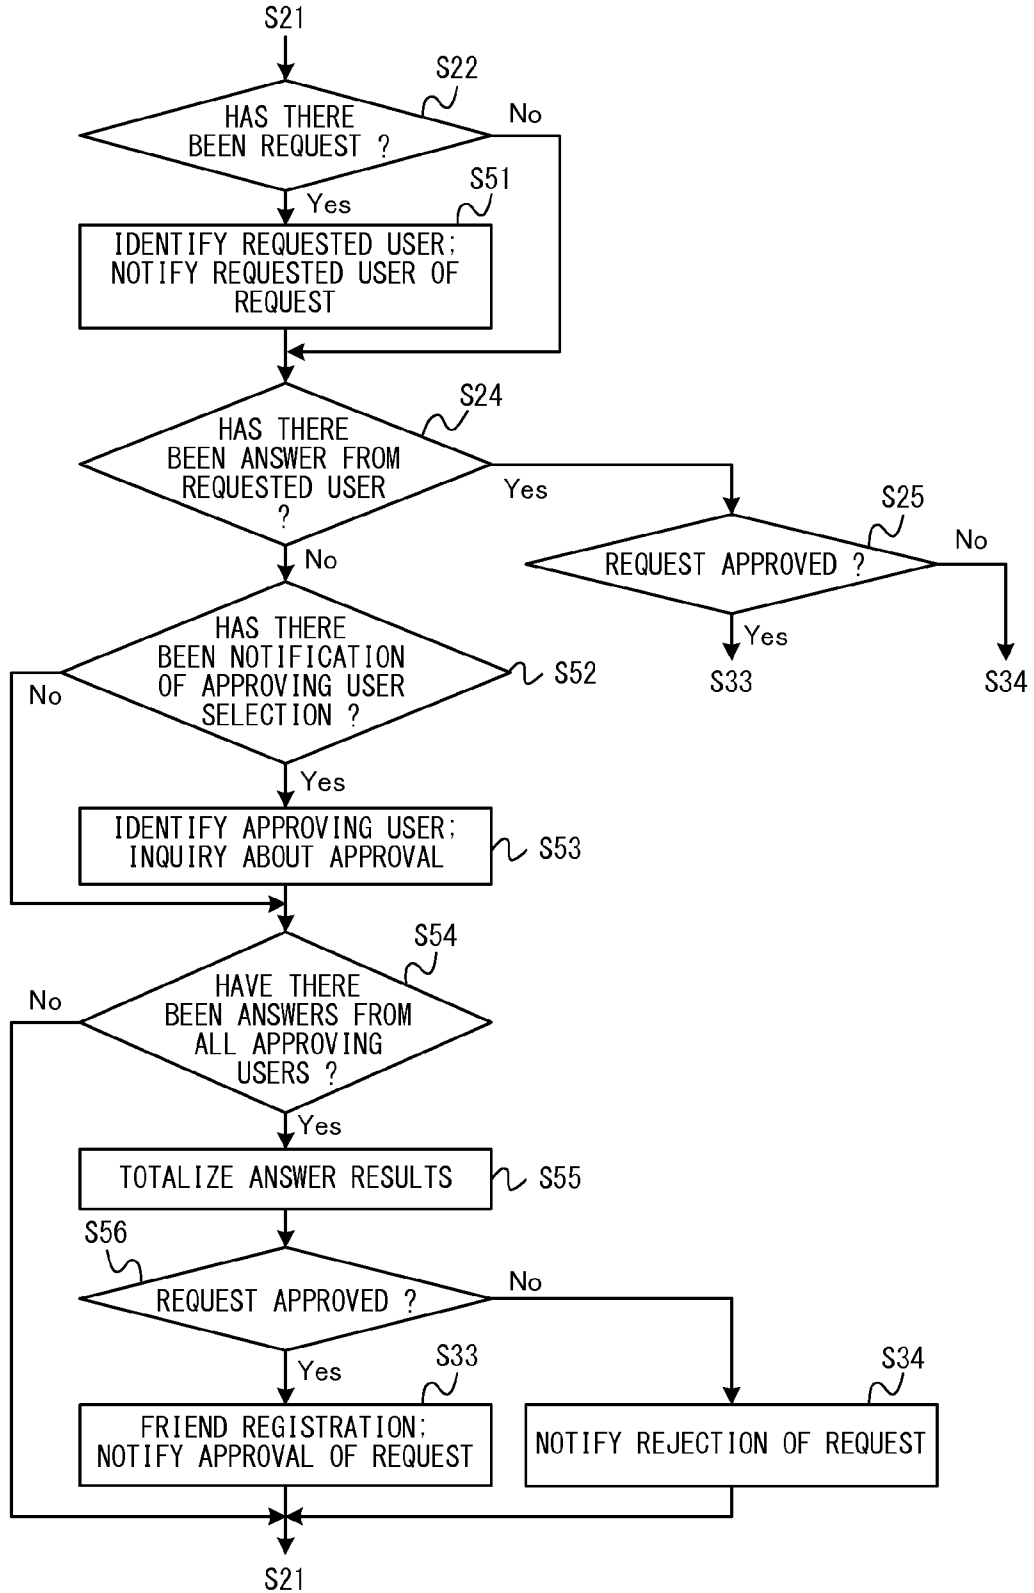 S21
S22
HAS THERE
BEEN REQUEST ?
No
Yes
S51
IDENTIFY REQUESTED USER;
NOTIFY REQUESTED USER OF
REQUEST
S24
HAS THERE
BEEN ANSWER FROM
REQUESTED USER
?
Yes
No
S25
REQUEST APPROVED ?
No
Yes
S33
S34
HAS THERE
BEEN NOTIFICATION
OF APPROVING USER
SELECTION ?
S52
No
Yes
IDENTIFY APPROVING USER;
INQUIRY ABOUT APPROVAL
S53
S54
HAVE THERE
BEEN ANSWERS FROM
ALL APPROVING
USERS ?
No
Yes
TOTALIZE ANSWER RESULTS
S55
S56
REQUEST APPROVED ?
No
Yes
S33
FRIEND REGISTRATION;
NOTIFY APPROVAL OF REQUEST
S34
NOTIFY REJECTION OF REQUEST
S21